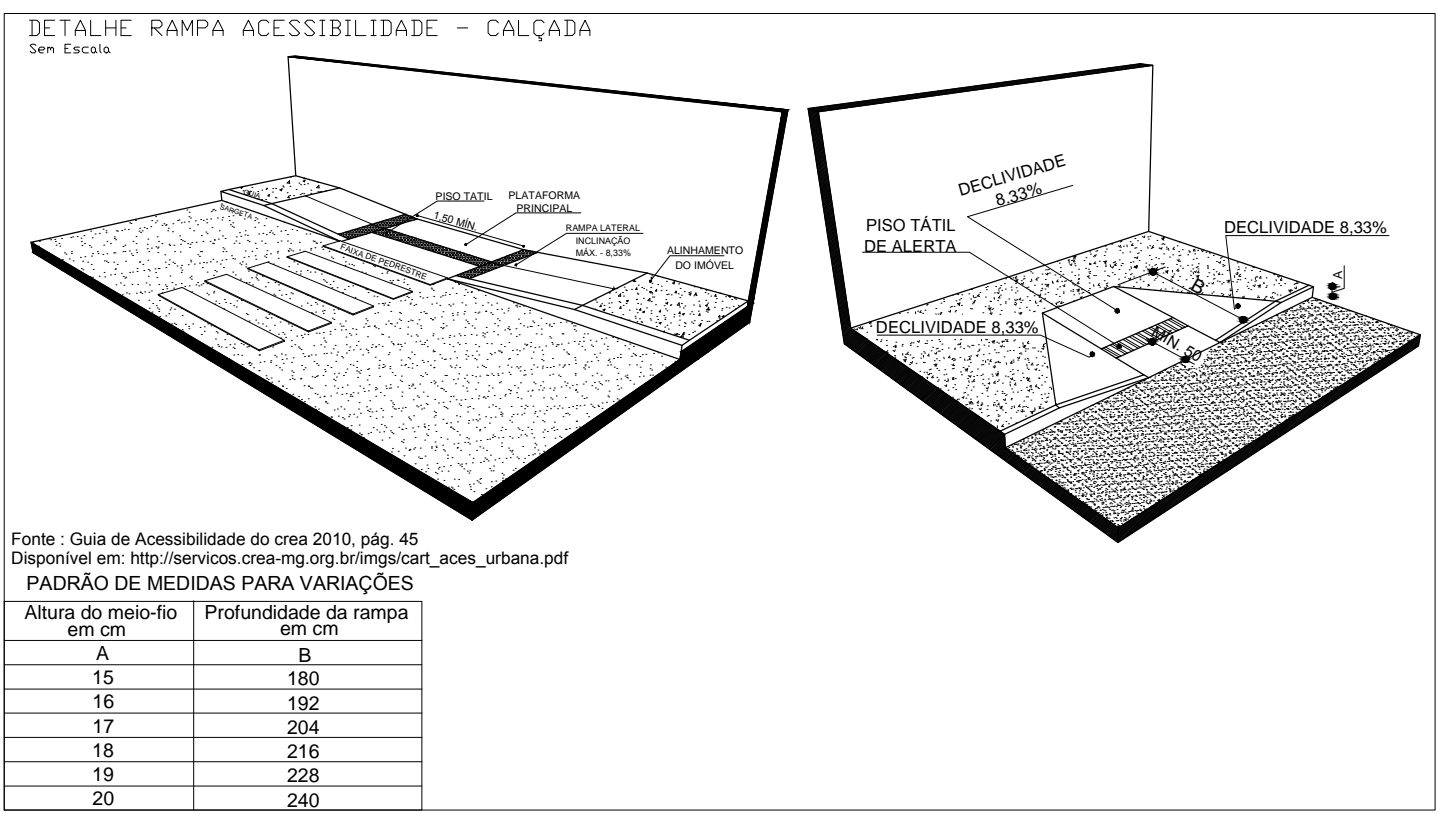 DETALHE RAMPA ACESSIBILIDADE - CALÇADA
Sem Escala
GUIA
SARGETA
PISO TATIL
1,50 MÍN.
PLATAFORMA
PRINCIPAL
RAMPA LATERAL
INCLINAÇÃO
MÁX. - 8,33%
FAIXA DE PEDRESTRE
ALINHAMENTO
DO IMÓVEL
DECLIVIDADE
8.33%
PISO TÁTIL
DE ALERTA
DECLIVIDADE 8,33%
A
B
DECLIVIDADE 8,33%
MÍN. 50
Fonte : Guia de Acessibilidade do crea 2010, pág. 45
Disponível em: http://servicos.crea-mg.org.br/imgs/cart_aces_urbana.pdf
PADRÃO DE MEDIDAS PARA VARIAÇÕES
Altura do meio-fio em cm Profundidade da rampa em cm
A B
15 180
16 192
17 204
18 216
19 228
20 240